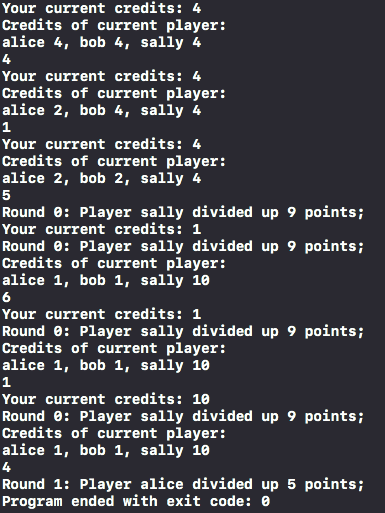 Your current credits: 4
Credits of current player:
alice 4, bob 4, sally 4
4
Your current credits: 4
Credits of current player:
alice 2, bob 4, sally 4
1
Your current credits: 4
Credits of current player:
alice 2, bob 2, sally 4
5
Round 0: Player sally divided up 9 points;
Your current credits: 1
Round 0: Player sally divided up 9 points;
Credits of current player:
alice 1, bob 1, sally 10
6
Your current credits: 1
Round 0: Player sally divided up 9 points;
Credits of current player:
alice 1, bob 1, sally 10
1
Your current credits: 10
Round 0: Player sally divided up 9 points;
Credits of current player:
alice 1, bob 1, sally 10
4
Round 1: Player alice divided up 5 points;
Program ended with exit code: 0